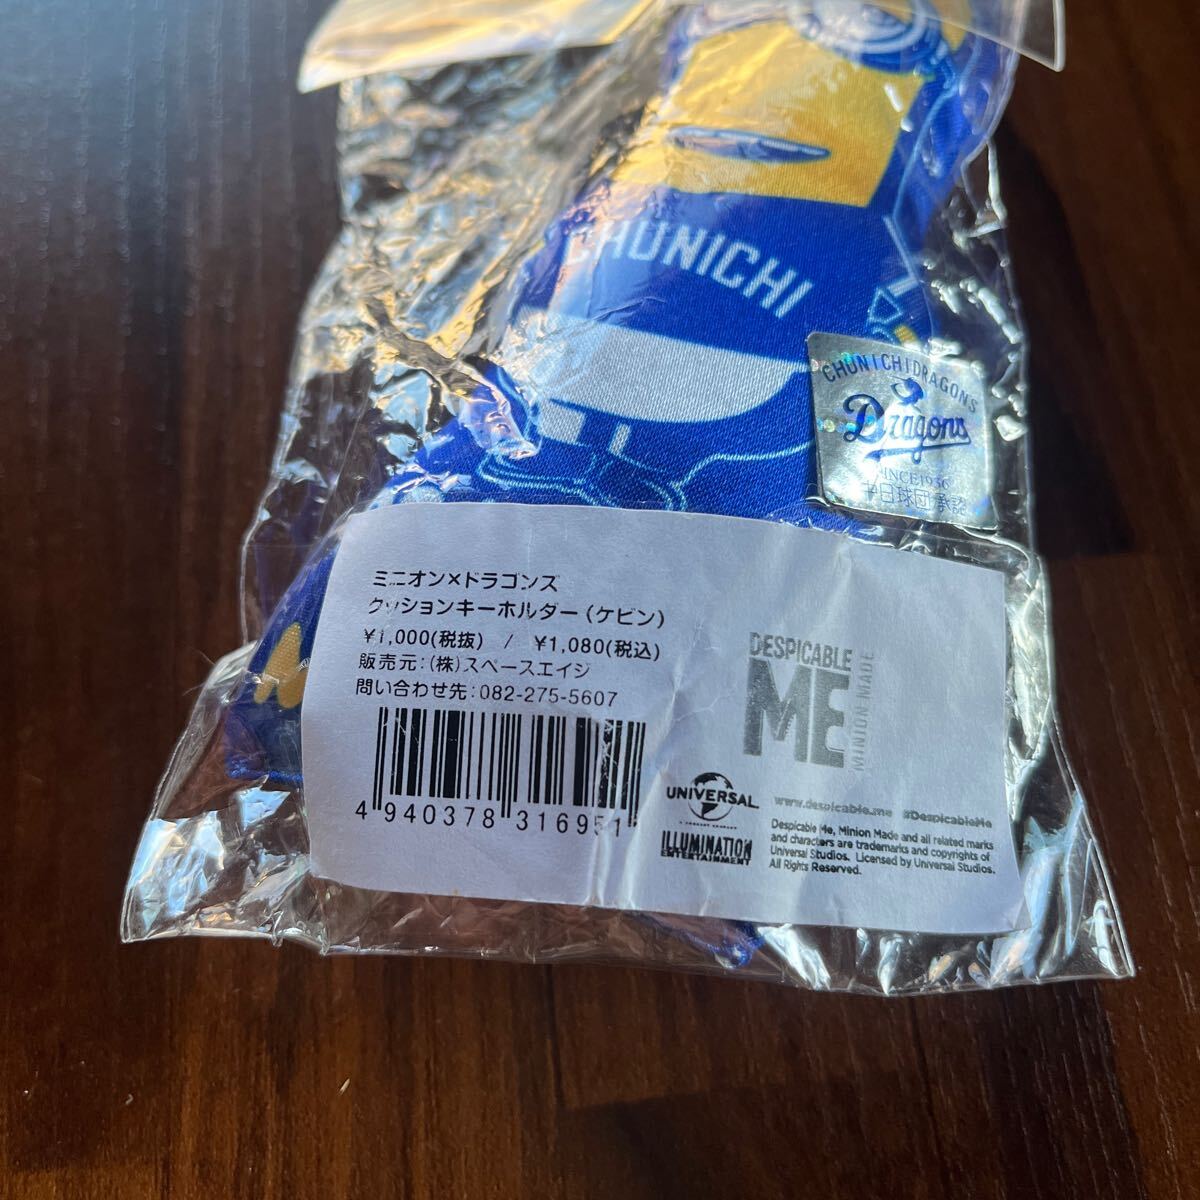 CHUNICHI
CHUNICHIDRAGONS
Dragons
SINCE1936
中日球団承認
ミニオン×ドラゴンズ
クッションキーホルダー(ケビン)
¥1,000(税抜) / ¥1,080(税込)
販売元:(株)スペースエイジ
問い合わせ先:082-275-5607
4 940378 316951
DESPICABLE
ME
MINION MADE
UNIVERSAL
ILLUMINATION
ENTERTAINMENT
www.despicable.me #DespicableMe
Despicable Me, Minion Made and all related marks
and characters are trademarks and copyrights of
Universal Studios. Licensed by Universal Studios.
All Rights Reserved.